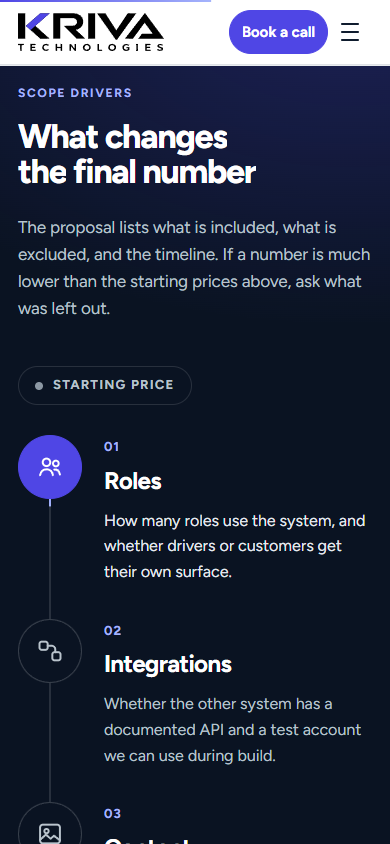 KRIVA
TECHNOLOGIES
Book a call
SCOPE DRIVERS
What changes
the final number
The proposal lists what is included, what is
excluded, and the timeline. If a number is much
lower than the starting prices above, ask what
was left out.
STARTING PRICE
01
Roles
How many roles use the system, and
whether drivers or customers get
their own surface.
02
Integrations
Whether the other system has a
documented API and a test account
we can use during build.
03